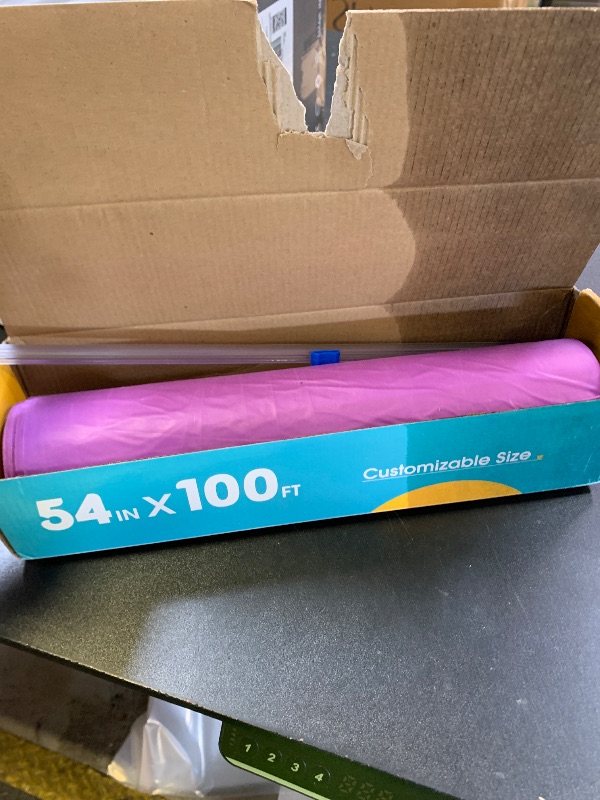 54 IN X 100 FT
Customizable Size
1 2 3 4